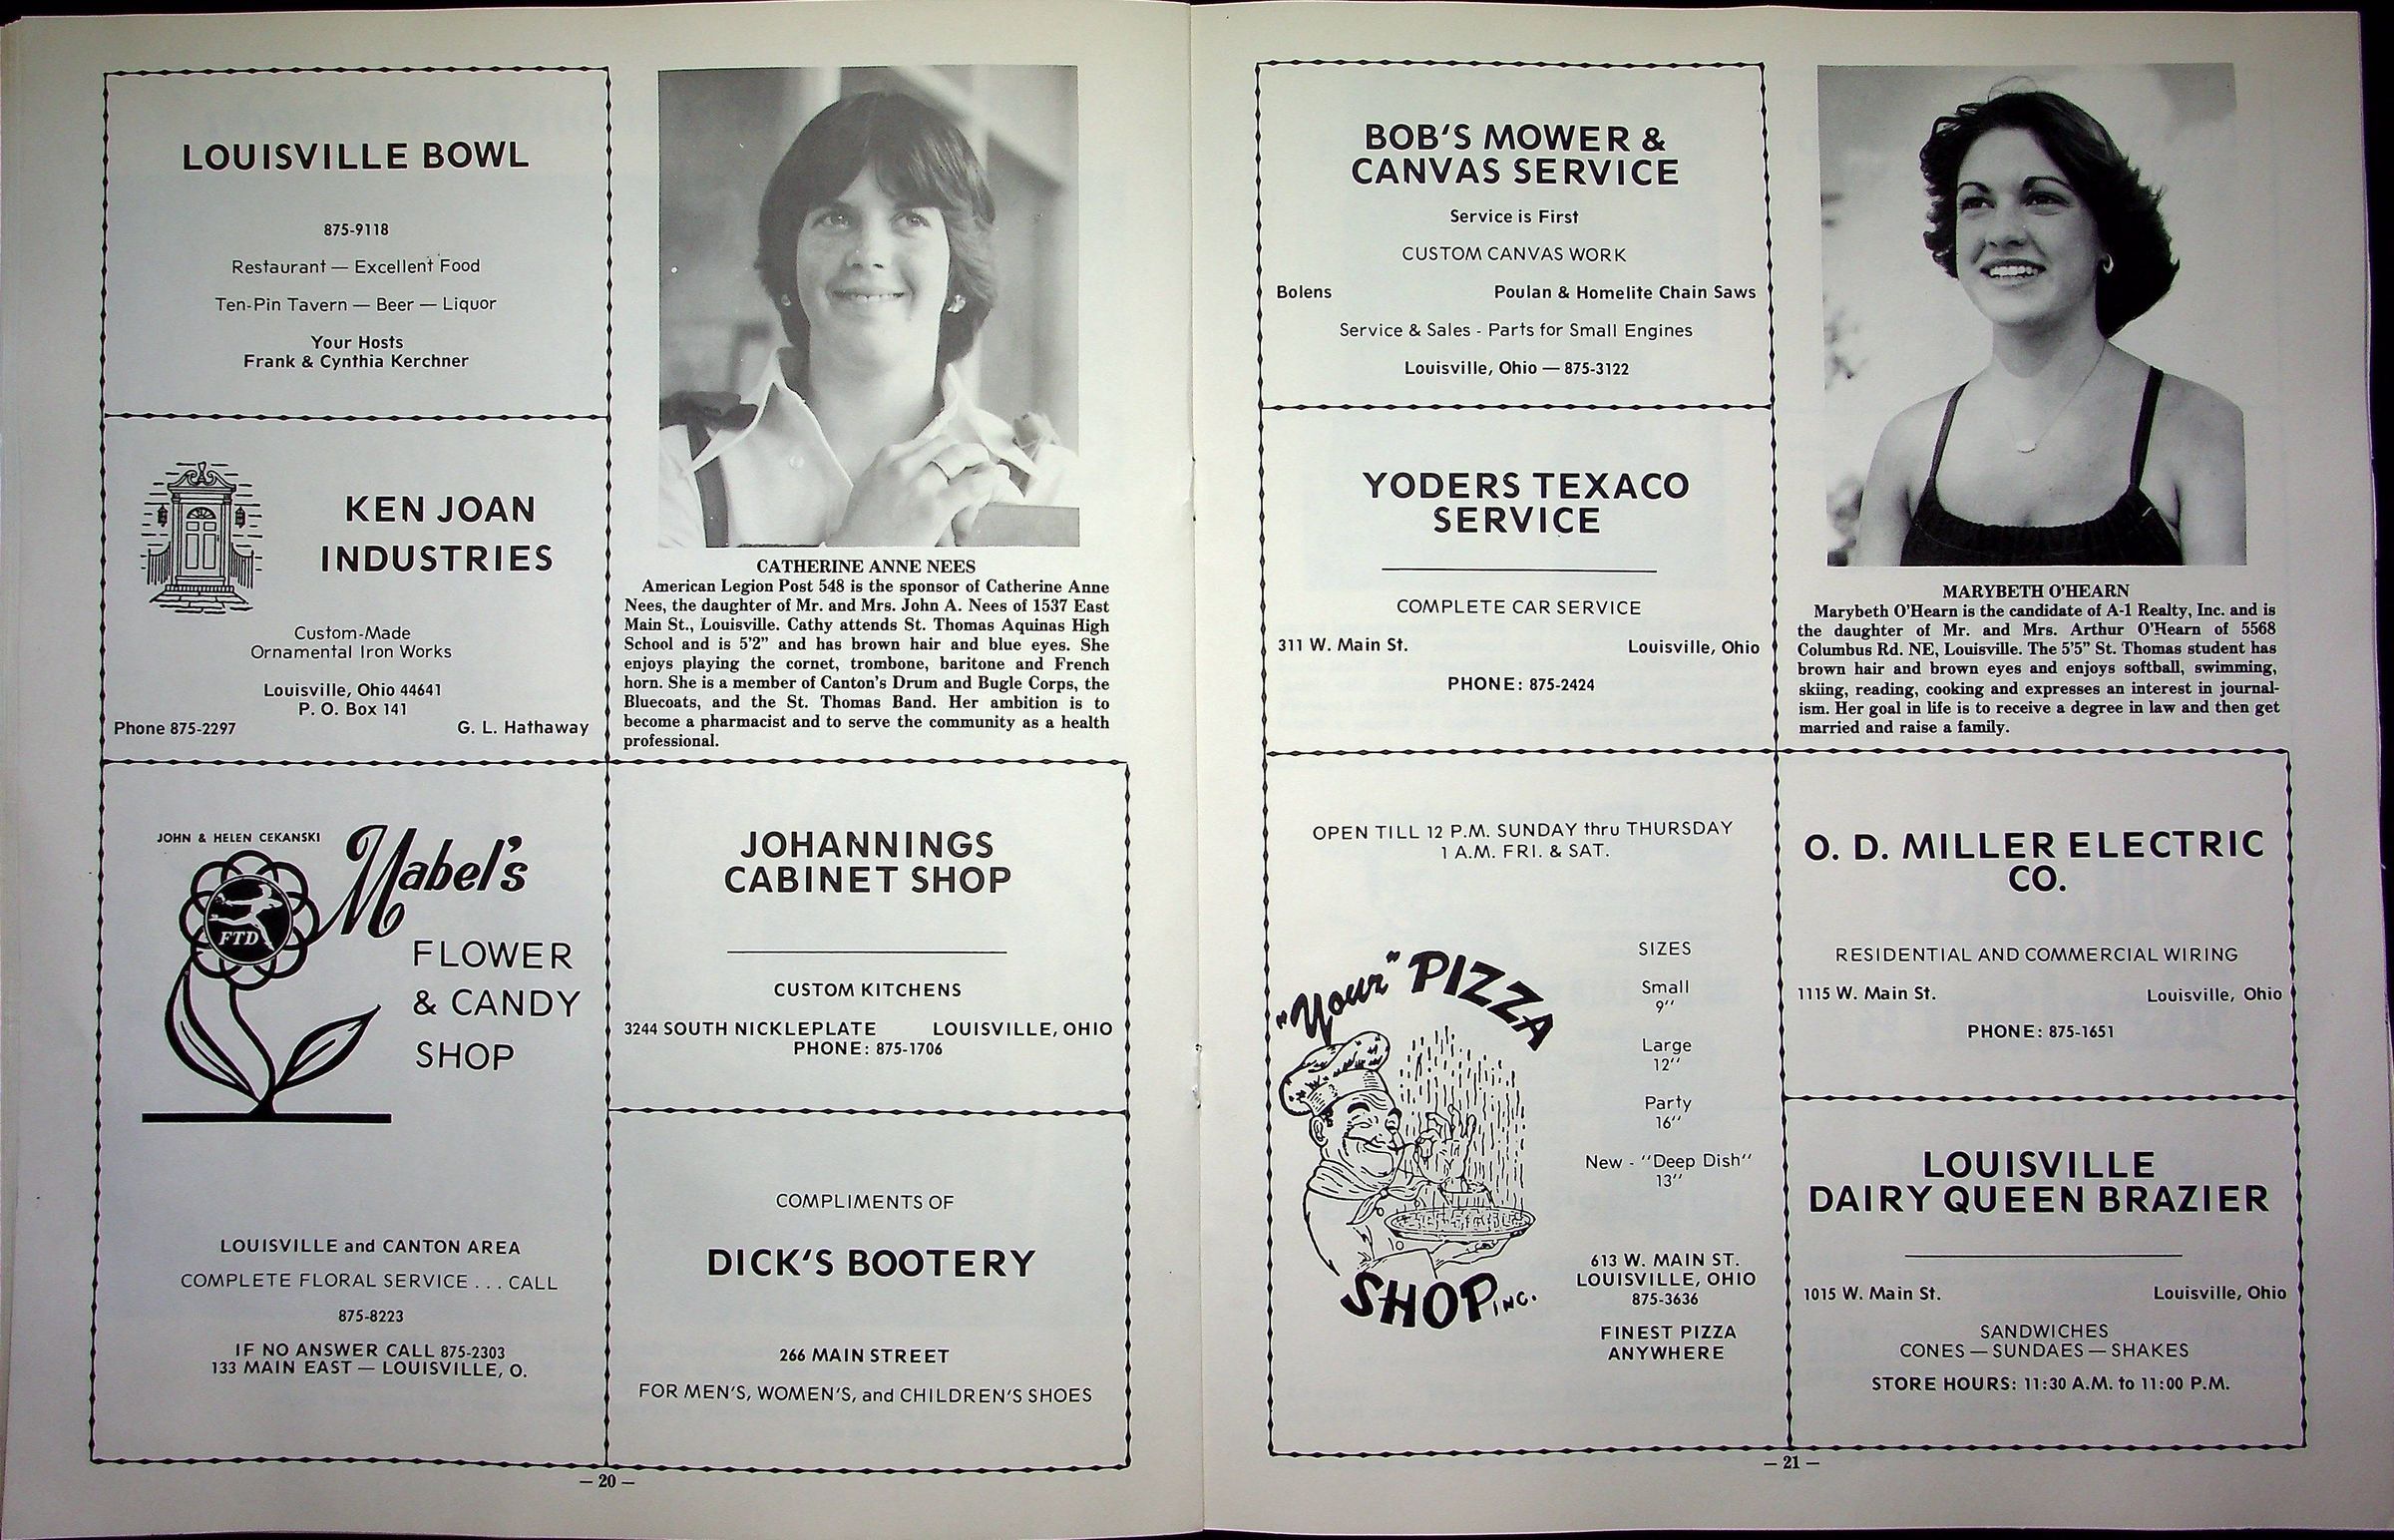 LOUISVILLE BOWL
875-9118
Restaurant — Excellent Food
Ten-Pin Tavern — Beer — Liquor
Your Hosts
Frank & Cynthia Kerchner
KEN JOAN
INDUSTRIES
Custom-Made
Ornamental Iron Works
Louisville, Ohio 44641
P. O. Box 141
Phone 875-2297 G. L. Hathaway
CATHERINE ANNE NEES
American Legion Post 548 is the sponsor of Catherine Anne
Nees, the daughter of Mr. and Mrs. John A. Nees of 1537 East
Main St., Louisville. Cathy attends St. Thomas Aquinas High
School and is 5'2" and has brown hair and blue eyes. She
enjoys playing the cornet, trombone, baritone and French
horn. She is a member of Canton's Drum and Bugle Corps, the
Bluecoats, and the St. Thomas Band. Her ambition is to
become a pharmacist and to serve the community as a health
professional.
JOHN & HELEN CEKANSKI
Mabel's
FTD
FLOWER
& CANDY
SHOP
LOUISVILLE and CANTON AREA
COMPLETE FLORAL SERVICE . . . CALL
875-8223
IF NO ANSWER CALL 875-2303
133 MAIN EAST — LOUISVILLE, O.
JOHANNINGS
CABINET SHOP
CUSTOM KITCHENS
3244 SOUTH NICKLEPLATE LOUISVILLE, OHIO
PHONE: 875-1706
COMPLIMENTS OF
DICK'S BOOTERY
266 MAIN STREET
FOR MEN'S, WOMEN'S, and CHILDREN'S SHOES
— 20 —
BOB'S MOWER &
CANVAS SERVICE
Service is First
CUSTOM CANVAS WORK
Bolens Poulan & Homelite Chain Saws
Service & Sales - Parts for Small Engines
Louisville, Ohio — 875-3122
YODERS TEXACO
SERVICE
COMPLETE CAR SERVICE
311 W. Main St. Louisville, Ohio
PHONE: 875-2424
MARYBETH O'HEARN
Marybeth O'Hearn is the candidate of A-1 Realty, Inc. and is
the daughter of Mr. and Mrs. Arthur O'Hearn of 5568
Columbus Rd. NE, Louisville. The 5'5" St. Thomas student has
brown hair and brown eyes and enjoys softball, swimming,
skiing, reading, cooking and expresses an interest in journal-
ism. Her goal in life is to receive a degree in law and then get
married and raise a family.
OPEN TILL 12 P.M. SUNDAY thru THURSDAY
1 A.M. FRI. & SAT.
"Your" PIZZA
SHOP INC.
SIZES
Small
9''
Large
12''
Party
16''
New - ''Deep Dish''
13''
613 W. MAIN ST.
LOUISVILLE, OHIO
875-3636
FINEST PIZZA
ANYWHERE
O. D. MILLER ELECTRIC
CO.
RESIDENTIAL AND COMMERCIAL WIRING
1115 W. Main St. Louisville, Ohio
PHONE: 875-1651
LOUISVILLE
DAIRY QUEEN BRAZIER
1015 W. Main St. Louisville, Ohio
SANDWICHES
CONES — SUNDAES — SHAKES
STORE HOURS: 11:30 A.M. to 11:00 P.M.
— 21 —